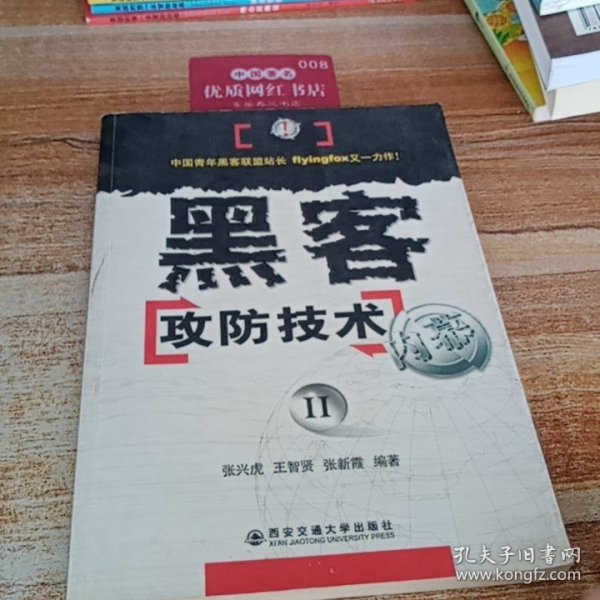 008
中国著名
优质网红书店
中国青年黑客联盟站长 flyingfox又一力作!
黑客
攻防技术
内幕
II
张兴虎 王智贤 张新霞 编著
西安交通大学出版社
XI'AN JIAOTONG UNIVERSITY PRESS
孔夫子旧书网
www.kongfz.com